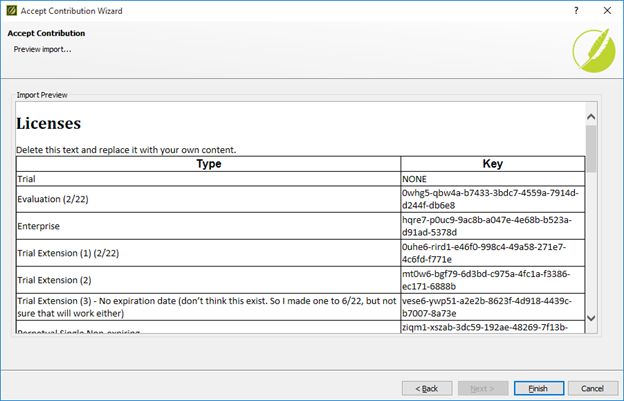 Accept Contribution Wizard
Accept Contribution
Preview import...
Import Preview
Licenses
Delete this text and replace it with your own content.
Type Key
Trial NONE
Evaluation (2/22) 0whg5-qbw4a-b7433-3bdc7-4559a-7914d-
d244f-db6e8
Enterprise hqre7-p0uc9-9ac8b-a047e-4e68b-b523a-
d91ad-5378d
Trial Extension (1) (2/22) 0uhe6-rird1-e46f0-998c4-49a58-271e7-
4c6fd-f771e
Trial Extension (2) mt0w6-bgf79-6d3bd-c975a-4fc1a-f3386-
ec171-6888b
Trial Extension (3) - No expiration date (don't think this exist. So I made one to 6/22, but not vese6-ywp51-a2e2b-8623f-4d918-4439c-
sure that will work either) b7007-8a73e
Perpetual Single Non-expiring ziqm1-xszab-3dc59-192ae-48269-7f13b-
< Back Next > Finish Cancel